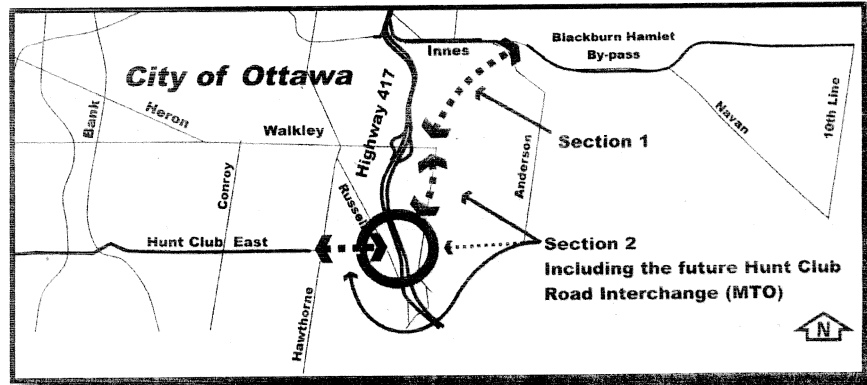 Innes
Blackburn Hamlet
By-pass
City of Ottawa
Highway 417
Bank
Heron
Walkley
Navan
10th Line
Section 1
Anderson
Conroy
Russell
Hunt Club East
Section 2
Including the future Hunt Club
Road Interchange (MTO)
Hawthorne
N